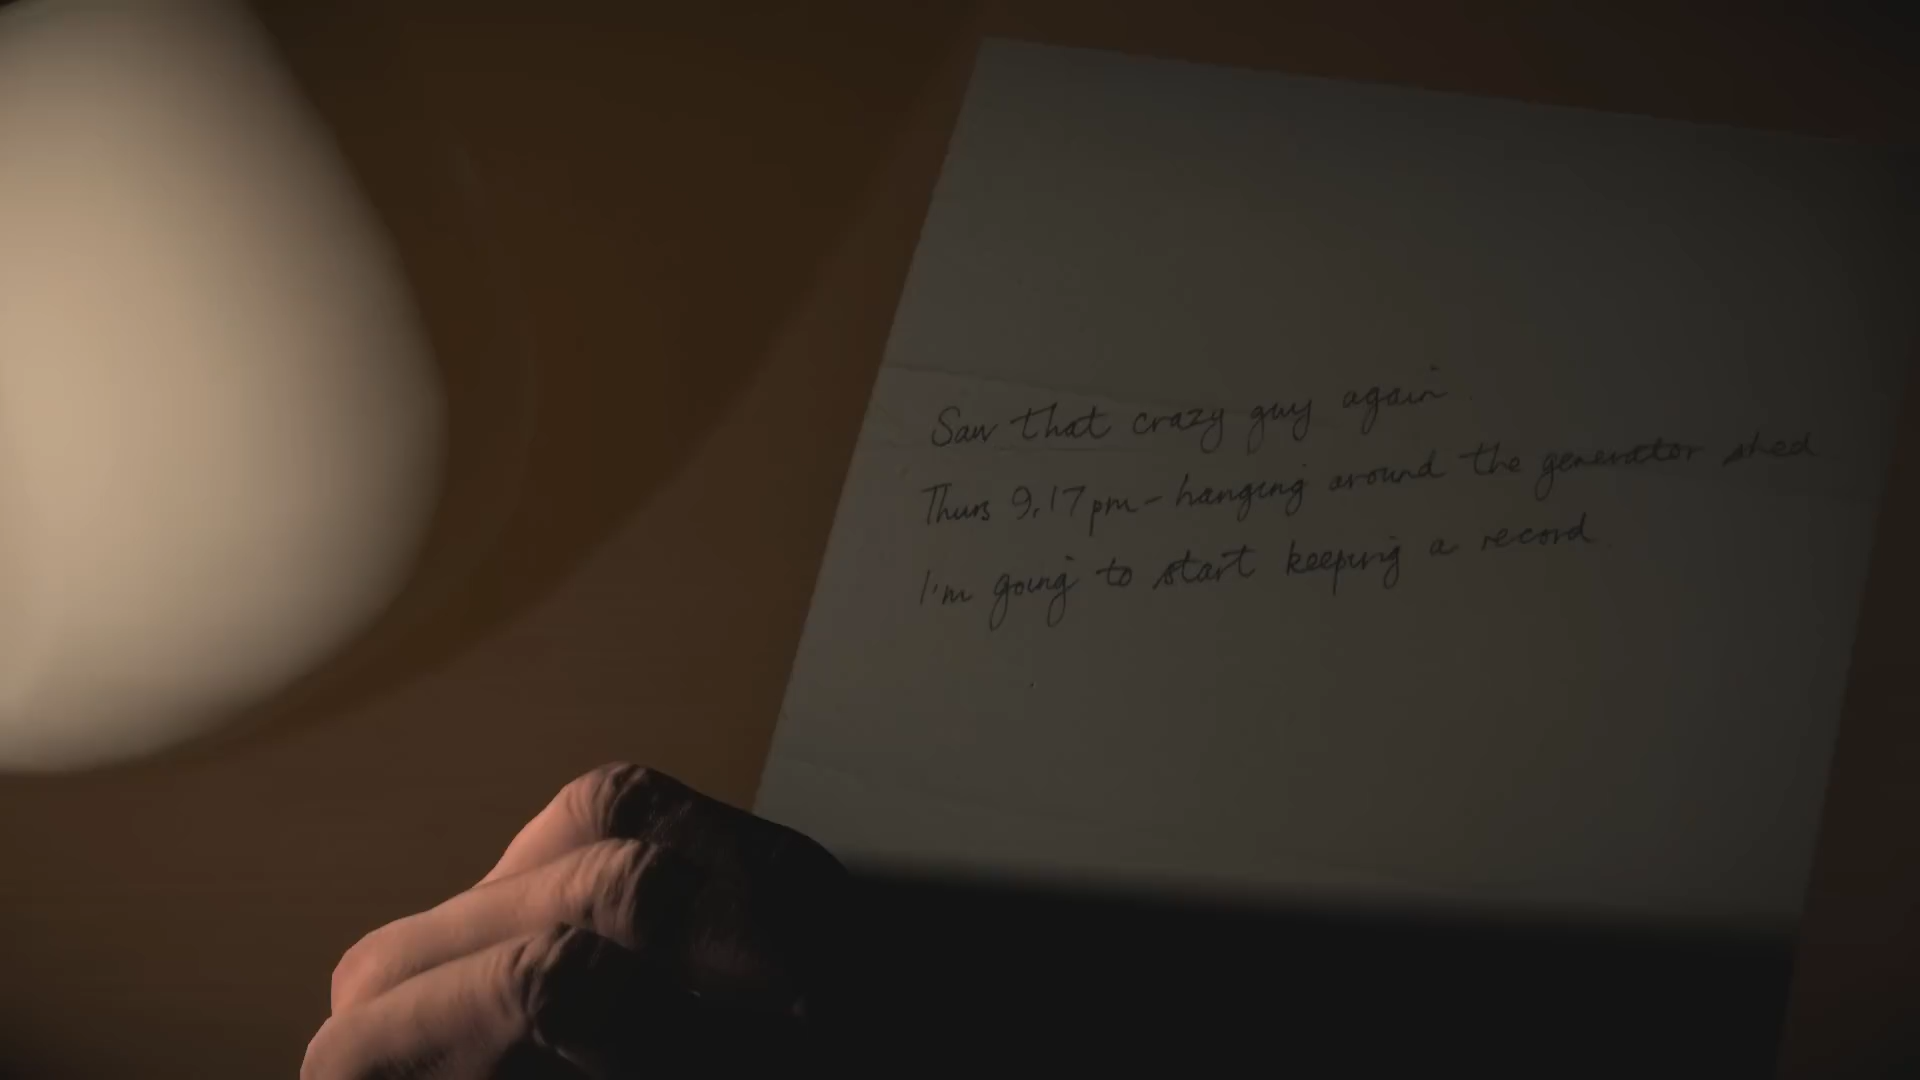 Saw that crazy guy again
Thurs 9.17pm - hanging around the generator shed
I'm going to start keeping a record